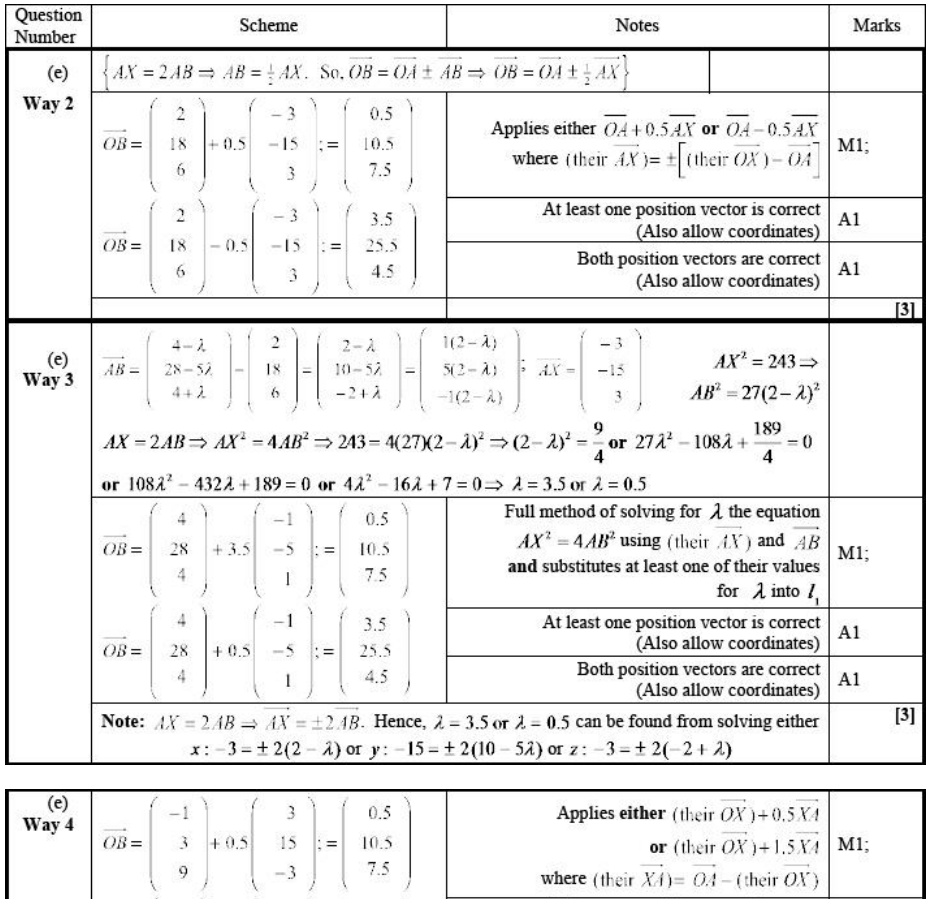 Question Number Scheme Notes Marks
(e) Way 2 { AX = 2AB ⇒ AB = ½AX. So, OB = OA ± AB ⇒ OB = OA ± ½AX }
OB = ( 2 18 6 ) + 0.5 ( −3 −15 3 ) ; = ( 0.5 10.5 7.5 )
Applies either OA + 0.5AX or OA − 0.5AX
where (their AX) = ±[(their OX) − OA]
M1;
OB = ( 2 18 6 ) − 0.5 ( −3 −15 3 ) ; = ( 3.5 25.5 4.5 )
At least one position vector is correct
(Also allow coordinates)
A1
Both position vectors are correct
(Also allow coordinates)
A1
[3]
(e) Way 3 AB = ( 4 − λ 28 − 5λ 4 + λ ) − ( 2 18 6 ) = ( 2 − λ 10 − 5λ −2 + λ ) = ( 1(2 − λ) 5(2 − λ) −1(2 − λ) ) ; AX = ( −3 −15 3 )
AX² = 243 ⇒
AB² = 27(2 − λ)²
AX = 2AB ⇒ AX² = 4AB² ⇒ 243 = 4(27)(2 − λ)² ⇒ (2 − λ)² = 9/4 or 27λ² − 108λ + 189/4 = 0
or 108λ² − 432λ + 189 = 0 or 4λ² − 16λ + 7 = 0 ⇒ λ = 3.5 or λ = 0.5
OB = ( 4 28 4 ) + 3.5 ( −1 −5 1 ) ; = ( 0.5 10.5 7.5 )
Full method of solving for λ the equation
AX² = 4AB² using (their AX) and AB
and substitutes at least one of their values
for λ into l₁
M1;
OB = ( 4 28 4 ) + 0.5 ( −1 −5 1 ) ; = ( 3.5 25.5 4.5 )
At least one position vector is correct
(Also allow coordinates)
A1
Both position vectors are correct
(Also allow coordinates)
A1
Note: AX = 2AB ⇒ AX = ±2AB. Hence, λ = 3.5 or λ = 0.5 can be found from solving either
x : −3 = ± 2(2 − λ) or y : −15 = ± 2(10 − 5λ) or z : −3 = ± 2(−2 + λ)
[3]
(e) Way 4 OB = ( −1 3 9 ) + 0.5 ( 3 15 −3 ) ; = ( 0.5 10.5 7.5 )
Applies either (their OX) + 0.5XA
or (their OX) + 1.5XA
where (their XA) = OA − (their OX)
M1;